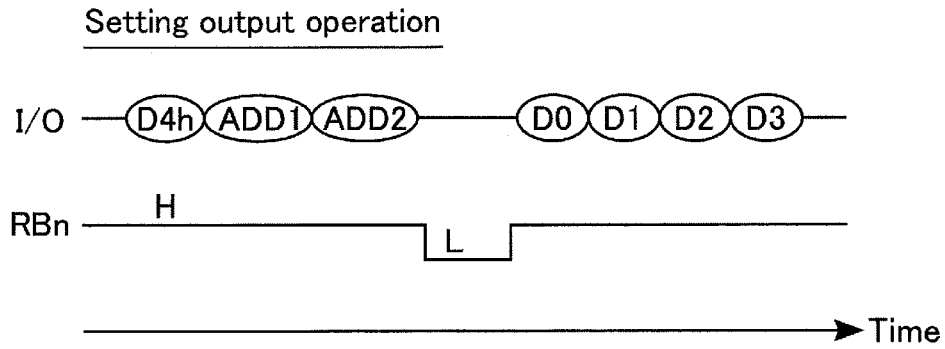 Setting output operation
I/O D4h ADD1 ADD2 D0 D1 D2 D3
H
RBn
L
Time